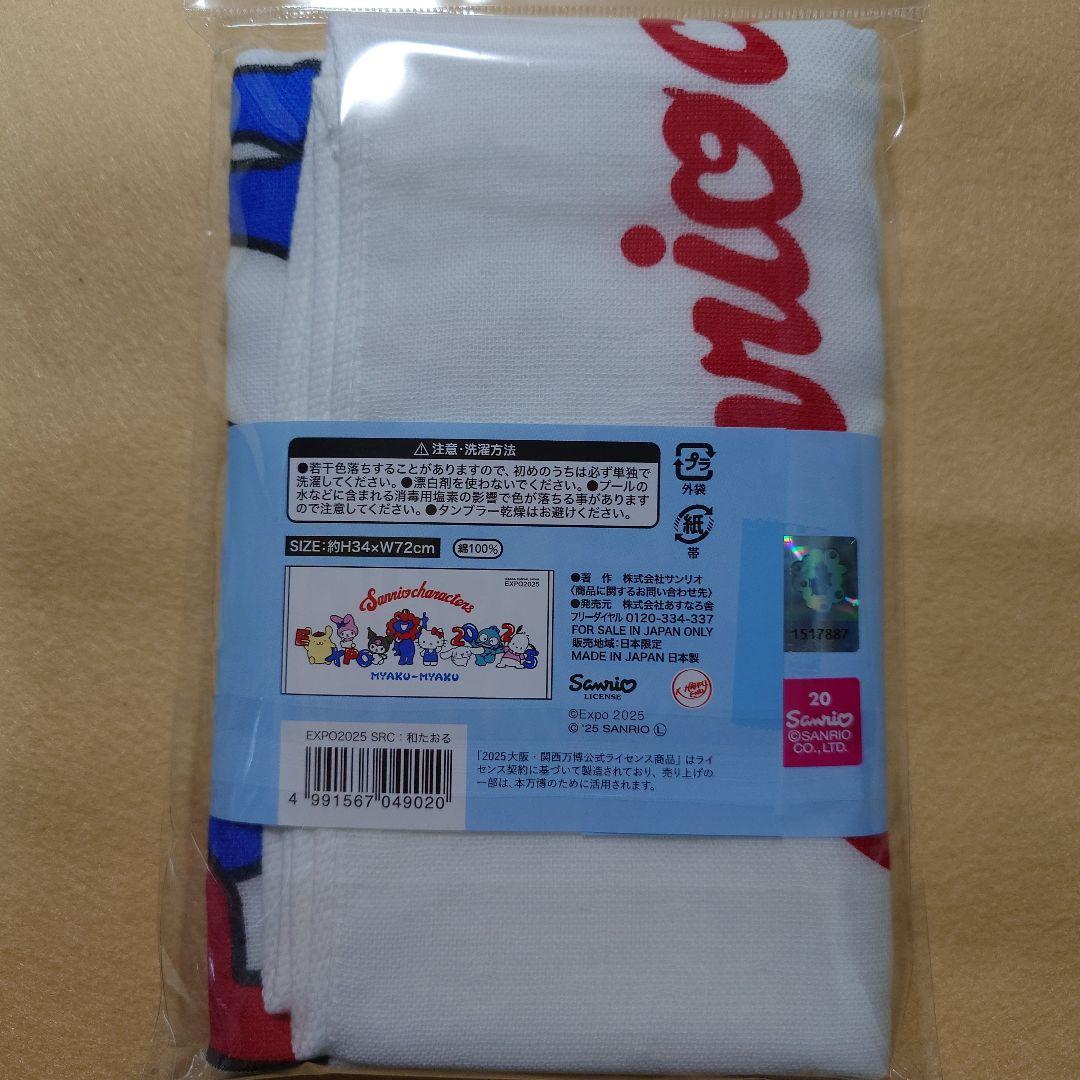 Sanrio
⚠注意・洗濯方法
●若干色落ちすることがありますので、初めのうちは必ず単独で
洗濯してください。●漂白剤を使わないでください。●プールの
水などに含まれる消毒用塩素の影響で色が落ちる事があります
ので注意してください。●タンブラー乾燥はお避けください。
プラ
外袋
紙
帯
SIZE:約H34×W72cm
綿100%
EXPO2025
Sanrio characters
EXPO 2025
MYAKU-MYAKU
●著 作 株式会社サンリオ
〈商品に関するお問い合わせ先〉
●発売元 株式会社あすなろ舎
フリーダイヤル 0120-334-337
FOR SALE IN JAPAN ONLY
販売地域:日本限定
MADE IN JAPAN 日本製
Sanrio
LICENSE
©Expo 2025
© '25 SANRIO Ⓛ
1517887
20
Sanrio
©SANRIO
CO., LTD.
EXPO2025 SRC:和たおる
4 991567 049020
「2025大阪・関西万博公式ライセンス商品」はライ
センス契約に基づいて製造されており、売り上げの
一部は、本万博のために活用されます。